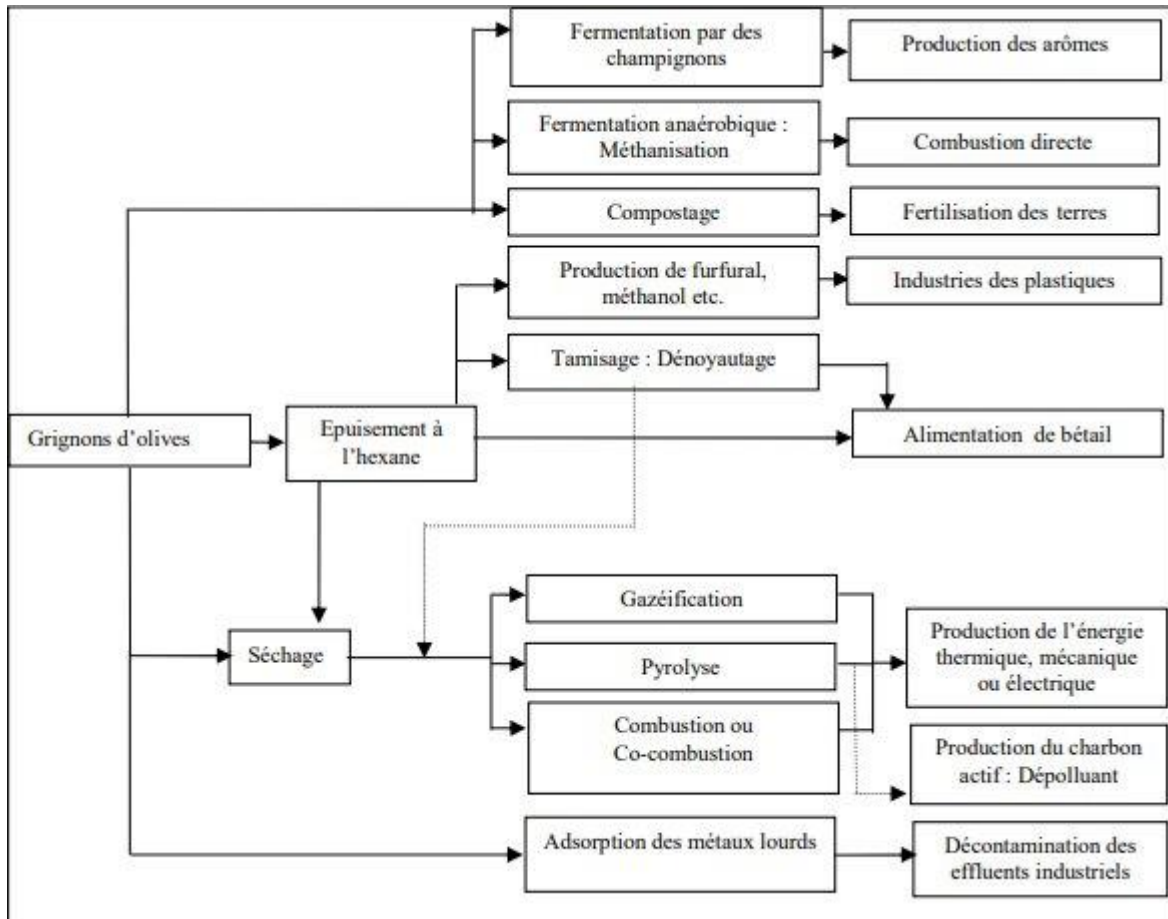 Fermentation par des
champignons
Production des arômes
Fermentation anaérobique :
Méthanisation
Combustion directe
Compostage
Fertilisation des terres
Production de furfural,
méthanol etc.
Industries des plastiques
Tamisage : Dénoyautage
Grignons d’olives
Epuisement à
l’hexane
Alimentation de bétail
Gazéification
Séchage
Pyrolyse
Production de l’énergie
thermique, mécanique
ou électrique
Combustion ou
Co-combustion
Production du charbon
actif : Dépolluant
Adsorption des métaux lourds
Décontamination des
effluents industriels